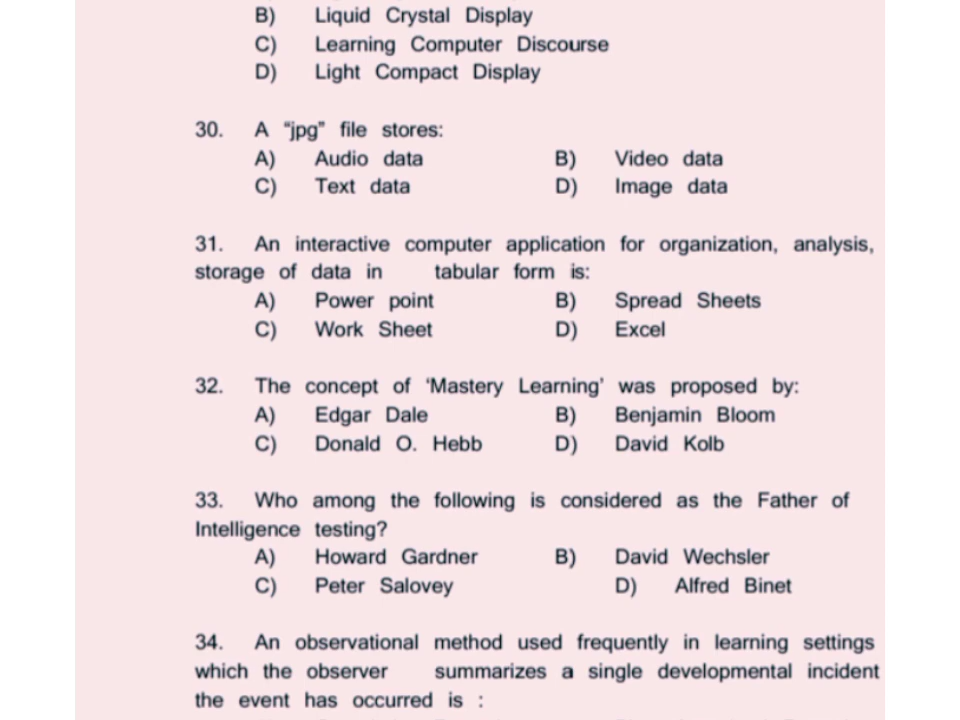 B) Liquid Crystal Display
C) Learning Computer Discourse
D) Light Compact Display
30. A “jpg” file stores:
A) Audio data B) Video data
C) Text data D) Image data
31. An interactive computer application for organization, analysis,
storage of data in tabular form is:
A) Power point B) Spread Sheets
C) Work Sheet D) Excel
32. The concept of ‘Mastery Learning’ was proposed by:
A) Edgar Dale B) Benjamin Bloom
C) Donald O. Hebb D) David Kolb
33. Who among the following is considered as the Father of
Intelligence testing?
A) Howard Gardner B) David Wechsler
C) Peter Salovey D) Alfred Binet
34. An observational method used frequently in learning settings
which the observer summarizes a single developmental incident
the event has occurred is :